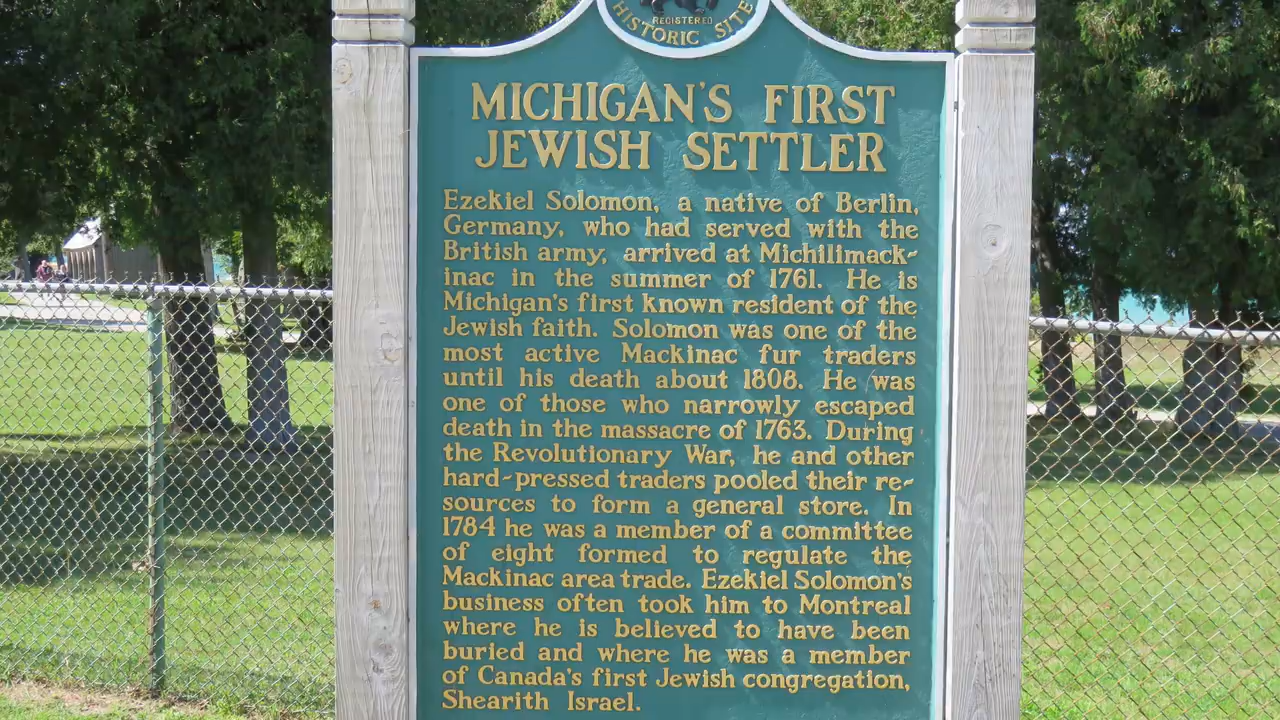 REGISTERED
HISTORIC SITE
MICHIGAN'S FIRST
JEWISH SETTLER
Ezekiel Solomon, a native of Berlin,
Germany, who had served with the
British army, arrived at Michilimack-
inac in the summer of 1761. He is
Michigan's first known resident of the
Jewish faith. Solomon was one of the
most active Mackinac fur traders
until his death about 1808. He was
one of those who narrowly escaped
death in the massacre of 1763. During
the Revolutionary War, he and other
hard-pressed traders pooled their re-
sources to form a general store. In
1784 he was a member of a committee
of eight formed to regulate the
Mackinac area trade. Ezekiel Solomon's
business often took him to Montreal
where he is believed to have been
buried and where he was a member
of Canada's first Jewish congregation,
Shearith Israel.